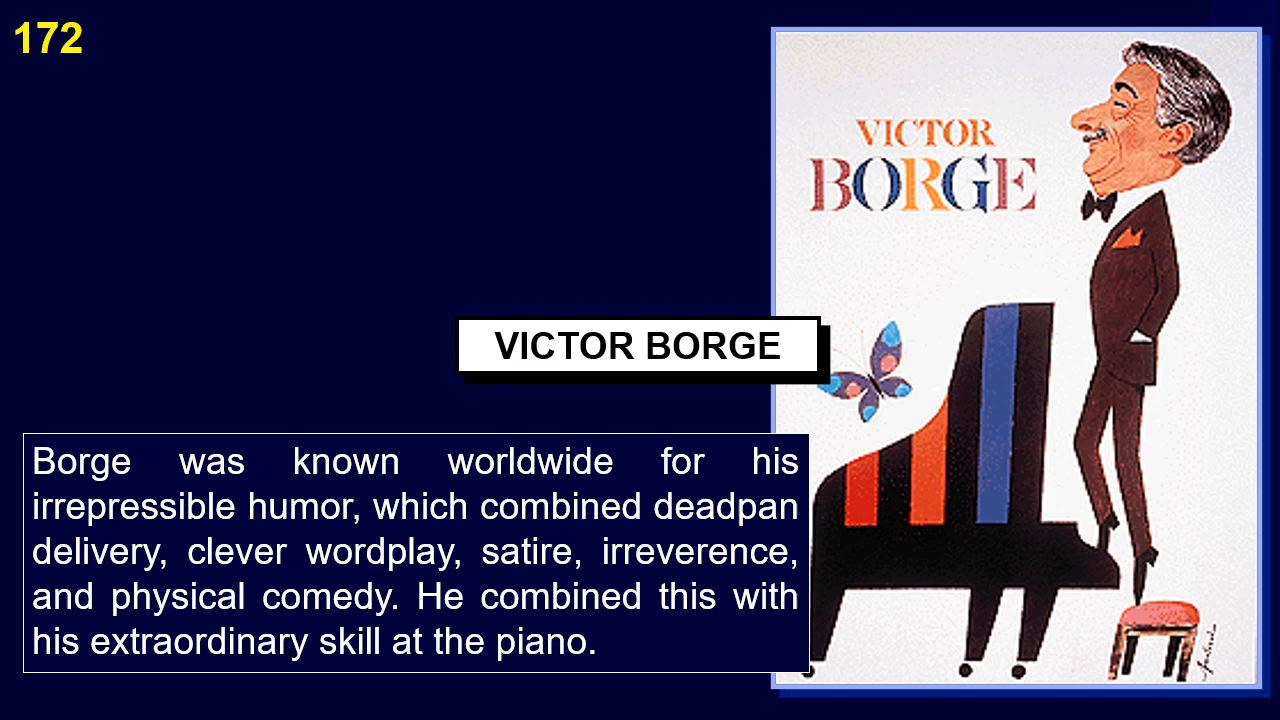 172
VICTOR
BORGE
VICTOR BORGE
Borge was known worldwide for his
irrepressible humor, which combined deadpan
delivery, clever wordplay, satire, irreverence,
and physical comedy. He combined this with
his extraordinary skill at the piano.